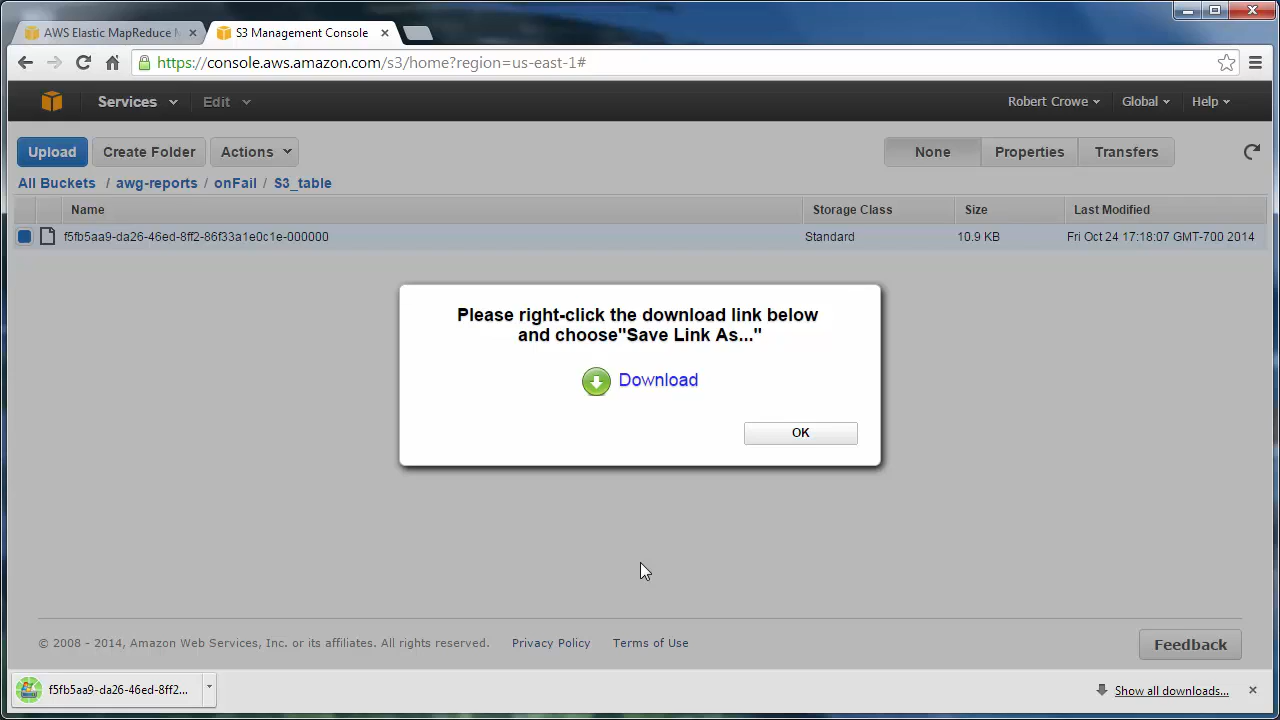 AWS Elastic MapReduce
S3 Management Console
https://console.aws.amazon.com/s3/home?region=us-east-1#
Services
Edit
Robert Crowe
Global
Help
Upload
Create Folder
Actions
None
Properties
Transfers
All Buckets / awg-reports / onFail / S3_table
Name
Storage Class
Size
Last Modified
f5fb5aa9-da26-46ed-8ff2-86f33a1e0c1e-000000
Standard
10.9 KB
Fri Oct 24 17:18:07 GMT-700 2014
Please right-click the download link below
and choose"Save Link As..."
Download
OK
© 2008 - 2014, Amazon Web Services, Inc. or its affiliates. All rights reserved.
Privacy Policy
Terms of Use
Feedback
f5fb5aa9-da26-46ed-8ff2...
Show all downloads...